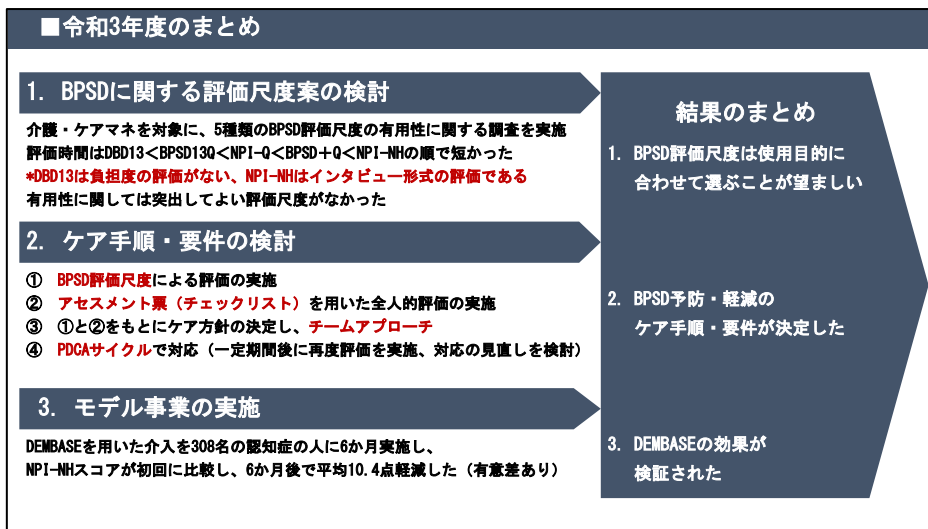 ■令和3年度のまとめ
1. BPSDに関する評価尺度案の検討
介護・ケアマネを対象に、5種類のBPSD評価尺度の有用性に関する調査を実施
評価時間はDBD13＜BPSD13Q＜NPI-Q＜BPSD＋Q＜NPI-NHの順で短かった
*DBD13は負担度の評価がない、NPI-NHはインタビュー形式の評価である
有用性に関しては突出してよい評価尺度がなかった
2. ケア手順・要件の検討
① BPSD評価尺度による評価の実施
② アセスメント票（チェックリスト）を用いた全人的評価の実施
③ ①と②をもとにケア方針の決定し、チームアプローチ
④ PDCAサイクルで対応（一定期間後に再度評価を実施、対応の見直しを検討）
3. モデル事業の実施
DEMBASEを用いた介入を308名の認知症の人に6か月実施し、
NPI-NHスコアが初回に比較し、6か月後で平均10.4点軽減した（有意差あり）
結果のまとめ
1. BPSD評価尺度は使用目的に
合わせて選ぶことが望ましい
2. BPSD予防・軽減の
ケア手順・要件が決定した
3. DEMBASEの効果が
検証された